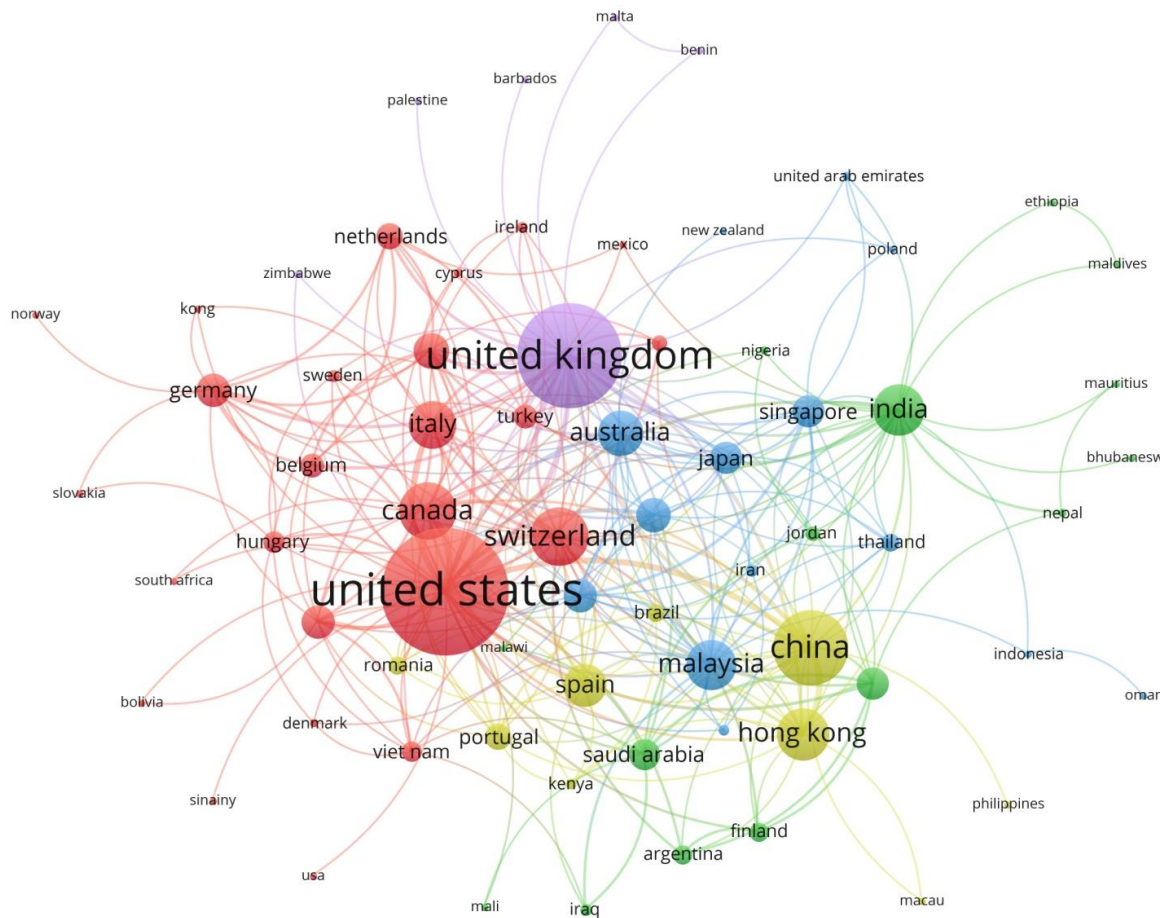 malta
benin
barbados
palestine
united arab emirates
ethiopia
ireland
new zealand
netherlands
mexico
poland
maldives
zimbabwe
cyprus
kong
norway
nigeria
united kingdom
sweden
germany
mauritius
singapore
india
turkey
italy
australia
japan
bhubanesw
belgium
slovakia
canada
nepal
switzerland
jordan
hungary
thailand
south africa
iran
united states
brazil
malawi
china
romania
malaysia
indonesia
spain
oman
bolivia
denmark
portugal
hong kong
viet nam
saudi arabia
kenya
sinainy
philippines
finland
argentina
usa
macau
mali
iraq